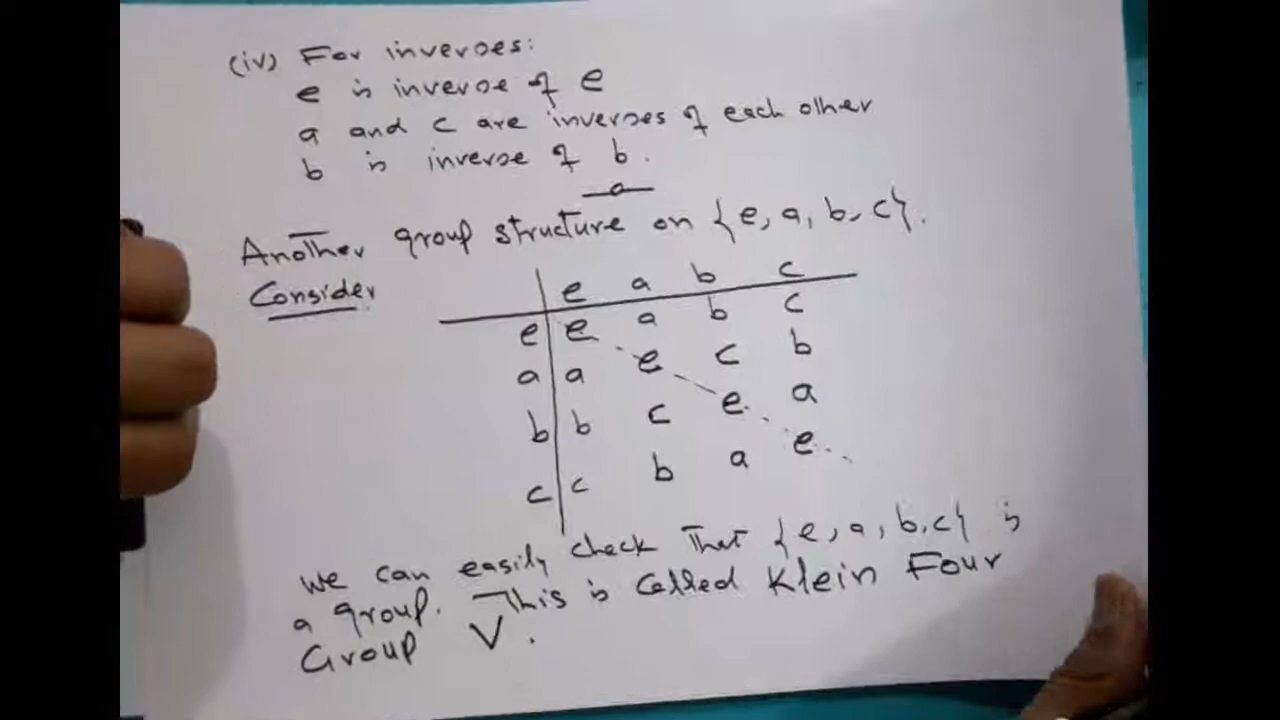 (iv) For inverses:
e is inverse of e
a and c are inverses of each other
b is inverse of b.
Another group structure on {e, a, b, c}.
Consider
e a b c
e e a b c
a a e c b
b b c e a
c c b a e
We can easily check that {e, a, b, c} is
a group. This is called Klein Four
Group V.